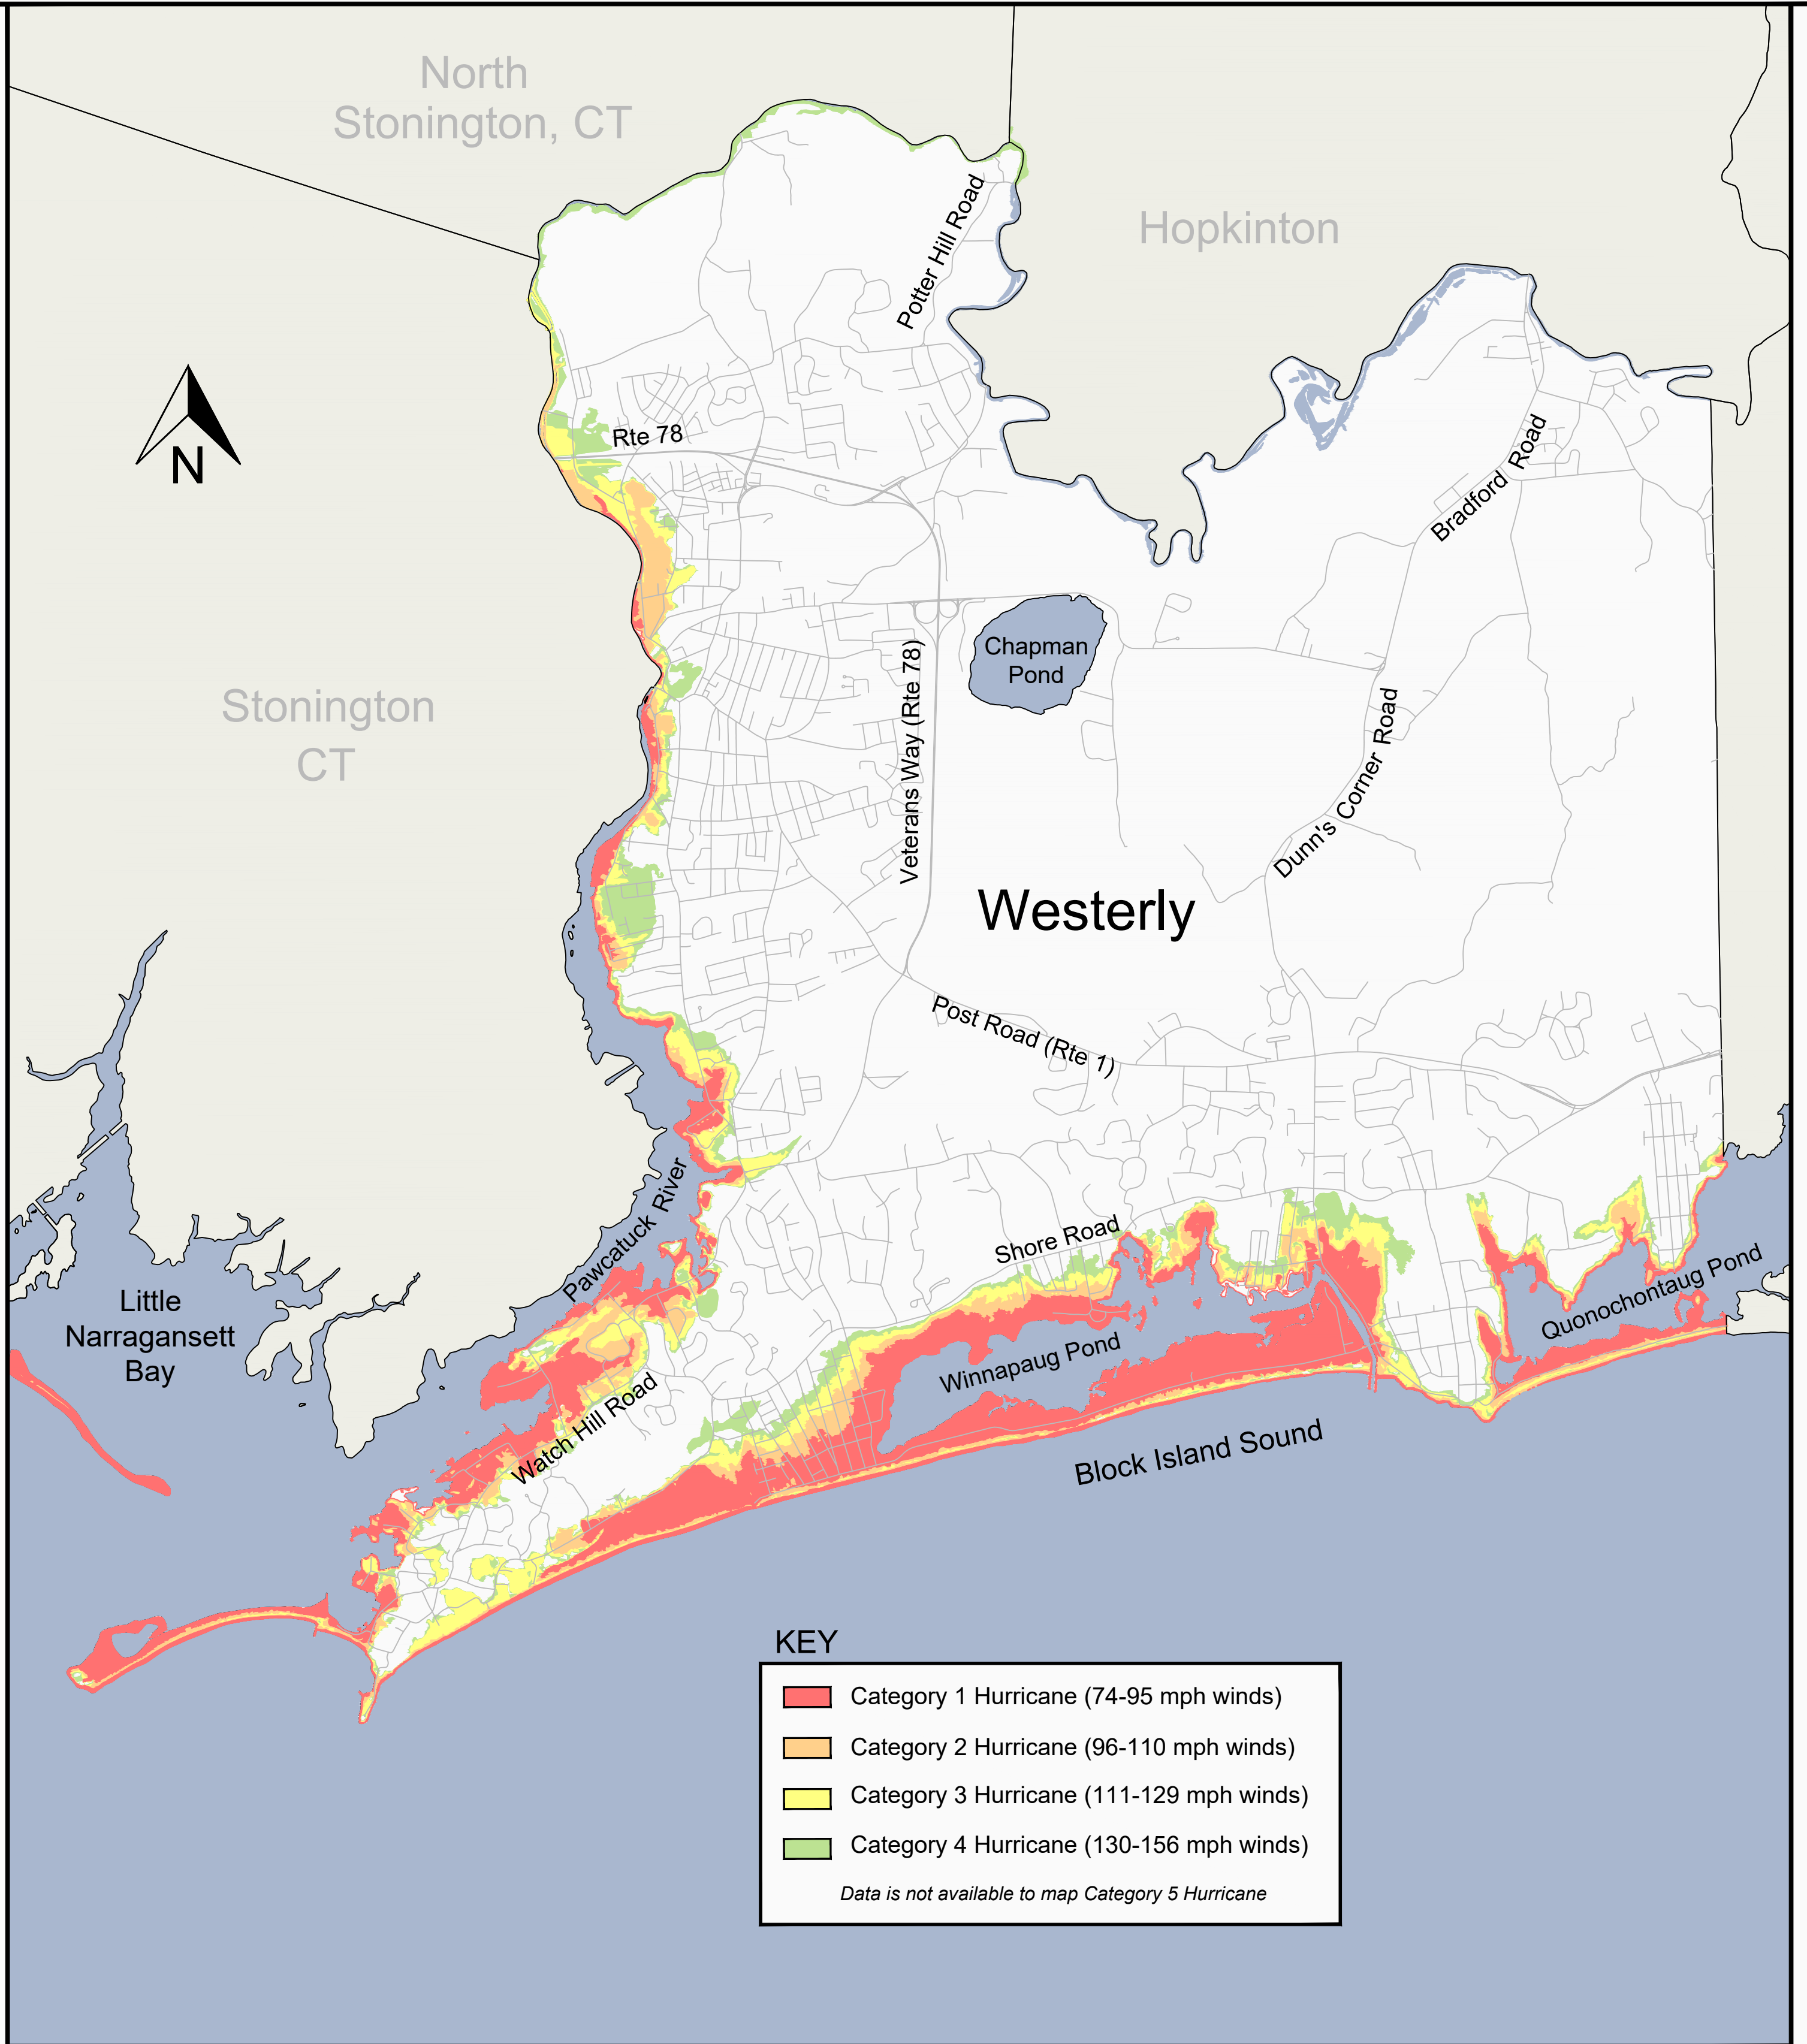 North
Stonington, CT
Hopkinton
Potter Hill Road
Rte 78
N
Bradford Road
Chapman
Pond
Stonington
CT
Veterans Way (Rte 78)
Dunn's Corner Road
Westerly
Post Road (Rte 1)
Pawcatuck River
Shore Road
Quonochontaug Pond
Little
Narragansett
Bay
Winnapaug Pond
Watch Hill Road
Block Island Sound
KEY
Category 1 Hurricane (74-95 mph winds)
Category 2 Hurricane (96-110 mph winds)
Category 3 Hurricane (111-129 mph winds)
Category 4 Hurricane (130-156 mph winds)
Data is not available to map Category 5 Hurricane